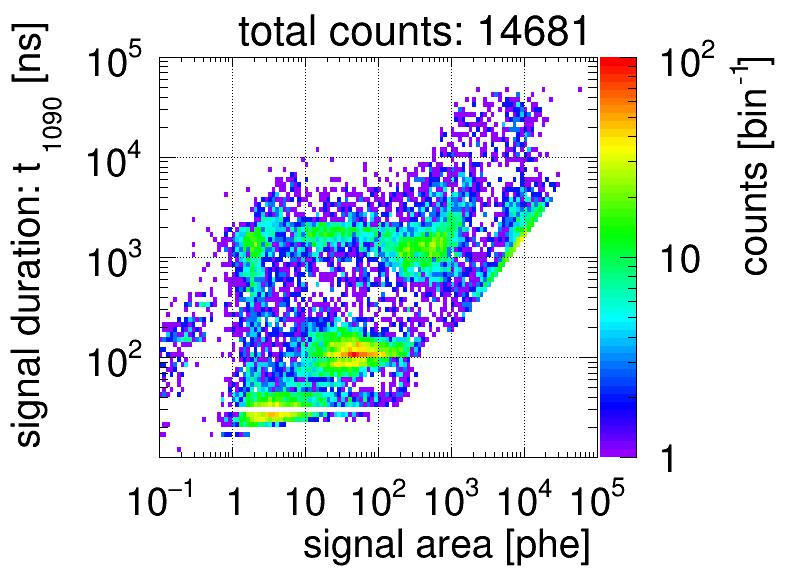 total counts: 14681
signal duration: t_1090 [ns]
10^5
10^4
10^3
10^2
10^−1 1 10 10^2 10^3 10^4 10^5
signal area [phe]
10^2
10
1
counts [bin^-1]